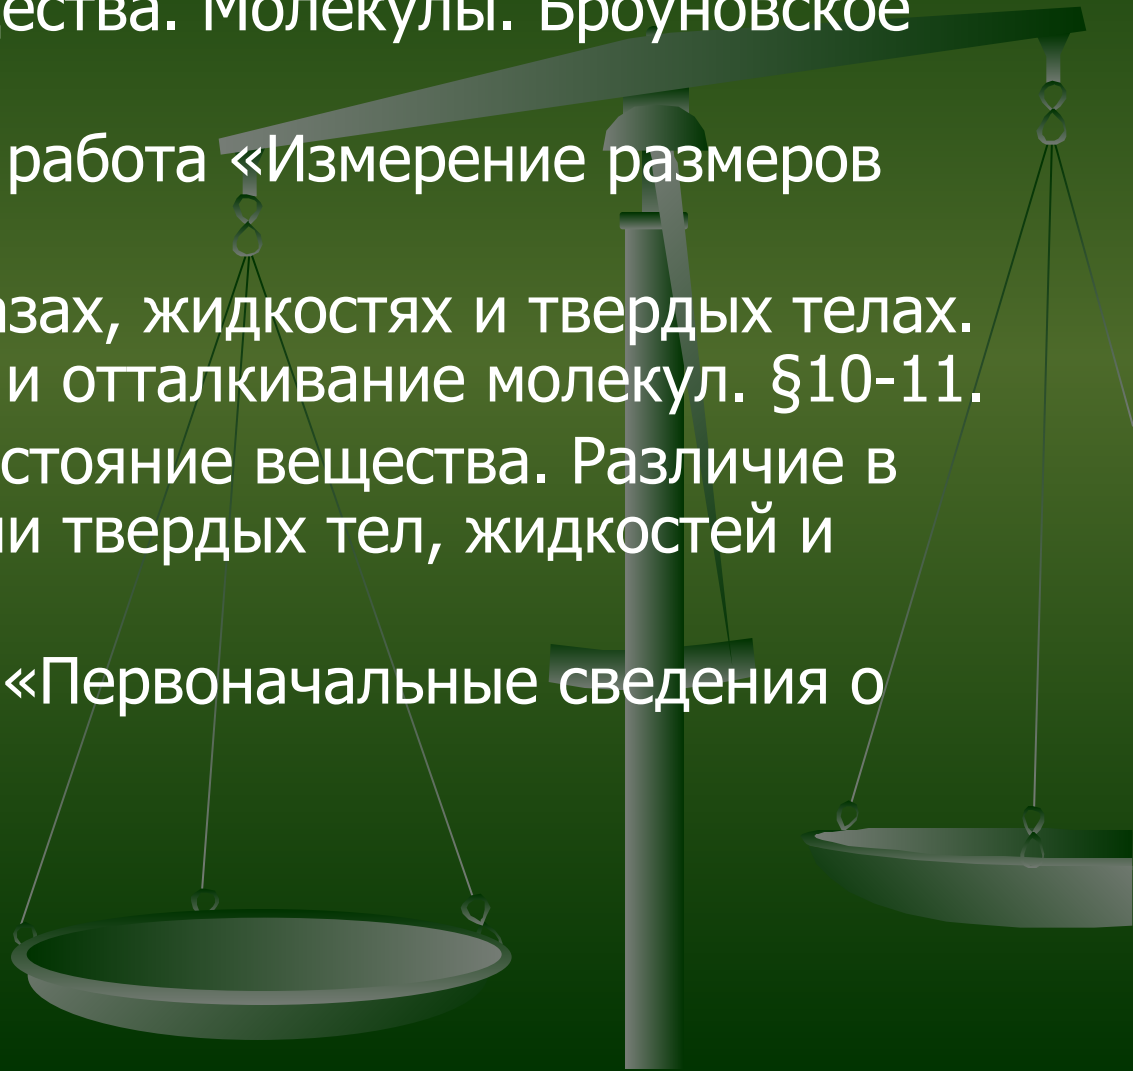 ества. Молекулы. Броуновское
работа «Измерение размеров
азах, жидкостях и твердых телах.
и отталкивание молекул. §10-11.
стояние вещества. Различие в
ии твердых тел, жидкостей и
«Первоначальные сведения о